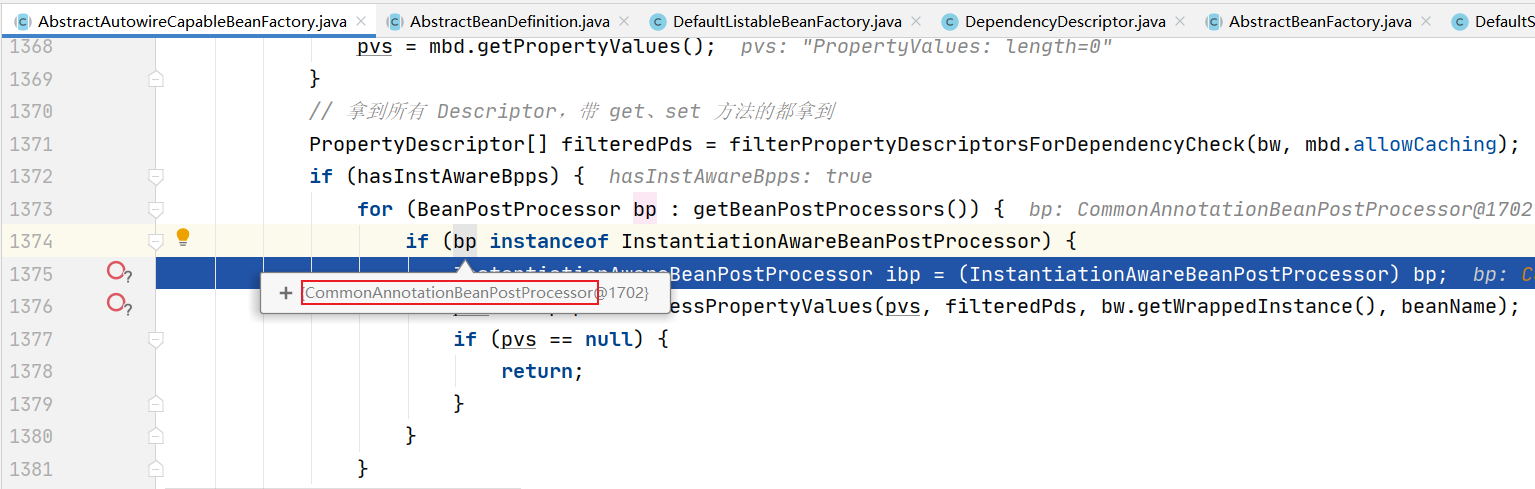 AbstractAutowireCapableBeanFactory.java AbstractBeanDefinition.java DefaultListableBeanFactory.java DependencyDescriptor.java AbstractBeanFactory.java DefaultS
1368 pvs = mbd.getPropertyValues(); pvs: "PropertyValues: length=0"
1369 }
1370 // 拿到所有 Descriptor，带 get、set 方法的都拿到
1371 PropertyDescriptor[] filteredPds = filterPropertyDescriptorsForDependencyCheck(bw, mbd.allowCaching);
1372 if (hasInstAwareBpps) { hasInstAwareBpps: true
1373 for (BeanPostProcessor bp : getBeanPostProcessors()) { bp: CommonAnnotationBeanPostProcessor@1702
1374 if (bp instanceof InstantiationAwareBeanPostProcessor) {
1375 BeanPostProcessor ibp = (InstantiationAwareBeanPostProcessor) bp; bp: C
+ {CommonAnnotationBeanPostProcessor@1702}
1376 essPropertyValues(pvs, filteredPds, bw.getWrappedInstance(), beanName);
1377 if (pvs == null) {
1378 return;
1379 }
1380 }
1381 }